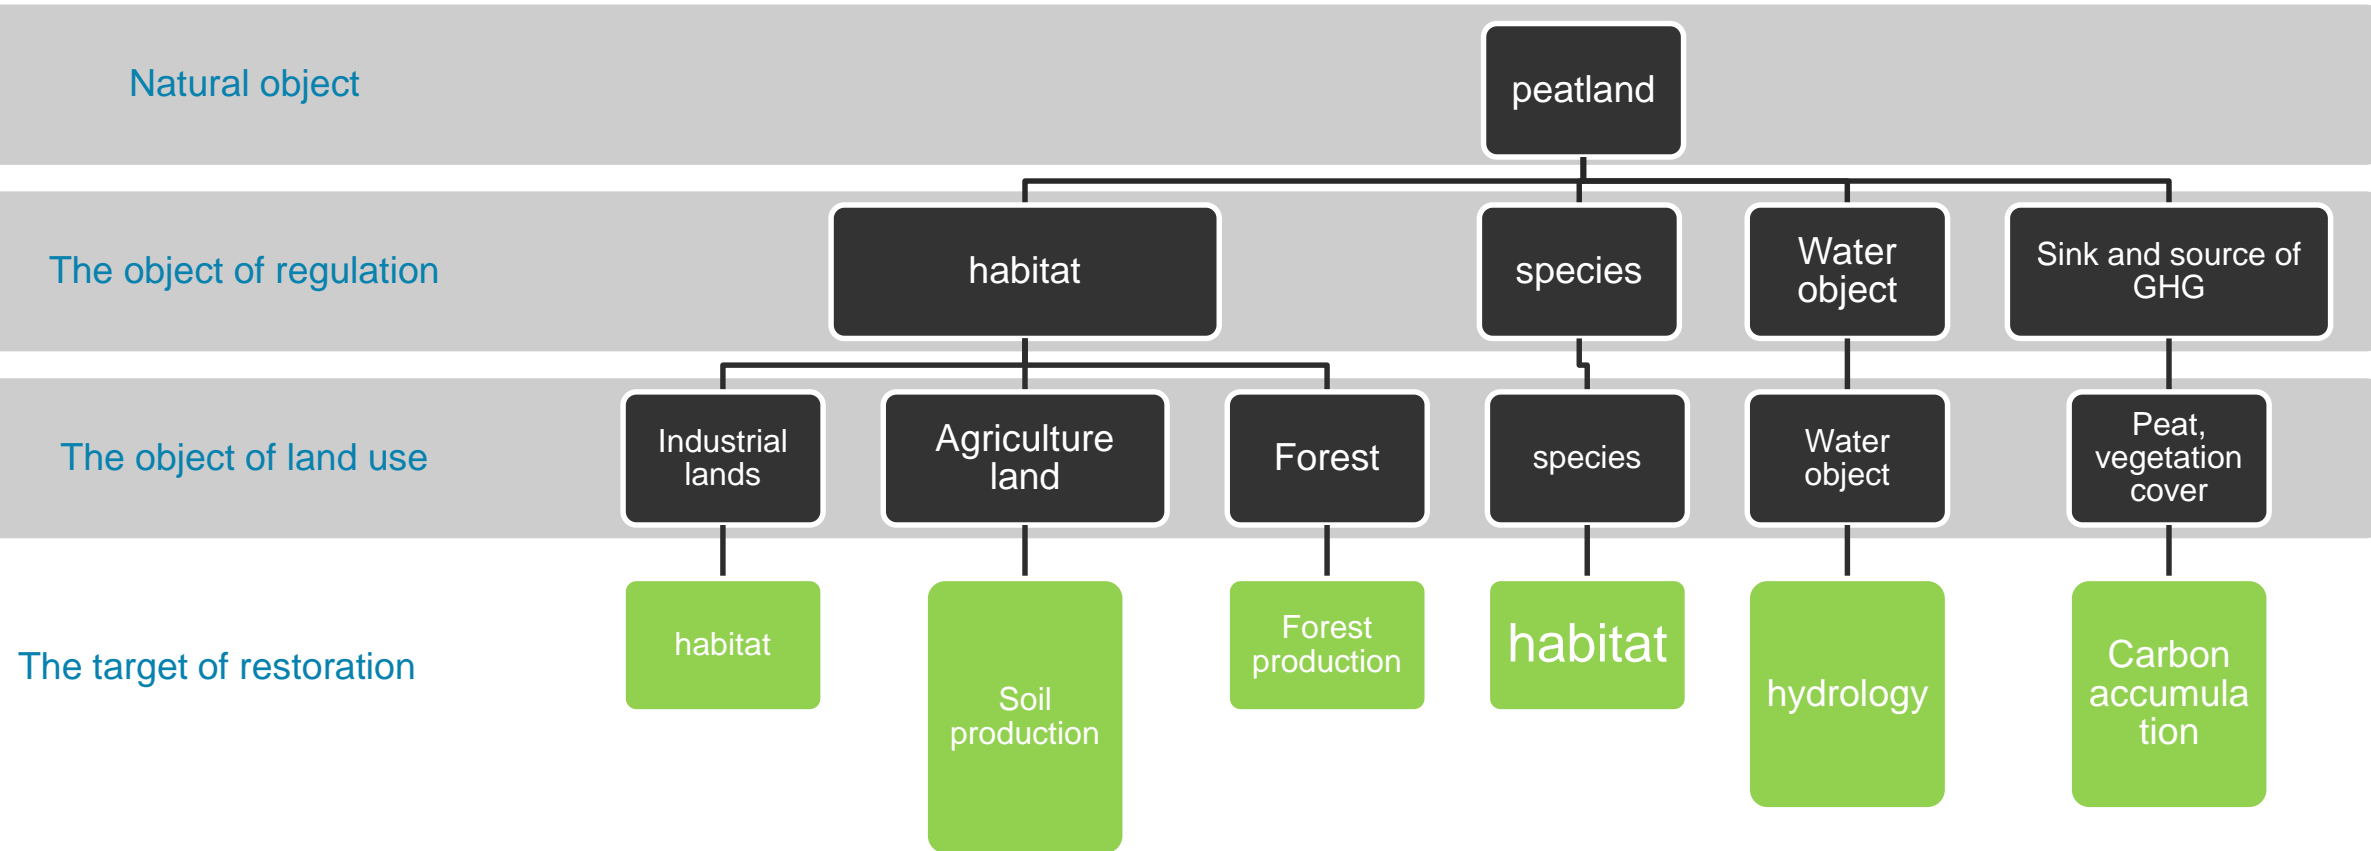 Natural object
peatland
The object of regulation
habitat
species
Water
object
Sink and source of
GHG
The object of land use
Industrial
lands
Agriculture
land
Forest
species
Water
object
Peat,
vegetation
cover
The target of restoration
habitat
Soil
production
Forest
production
habitat
hydrology
Carbon
accumula
tion